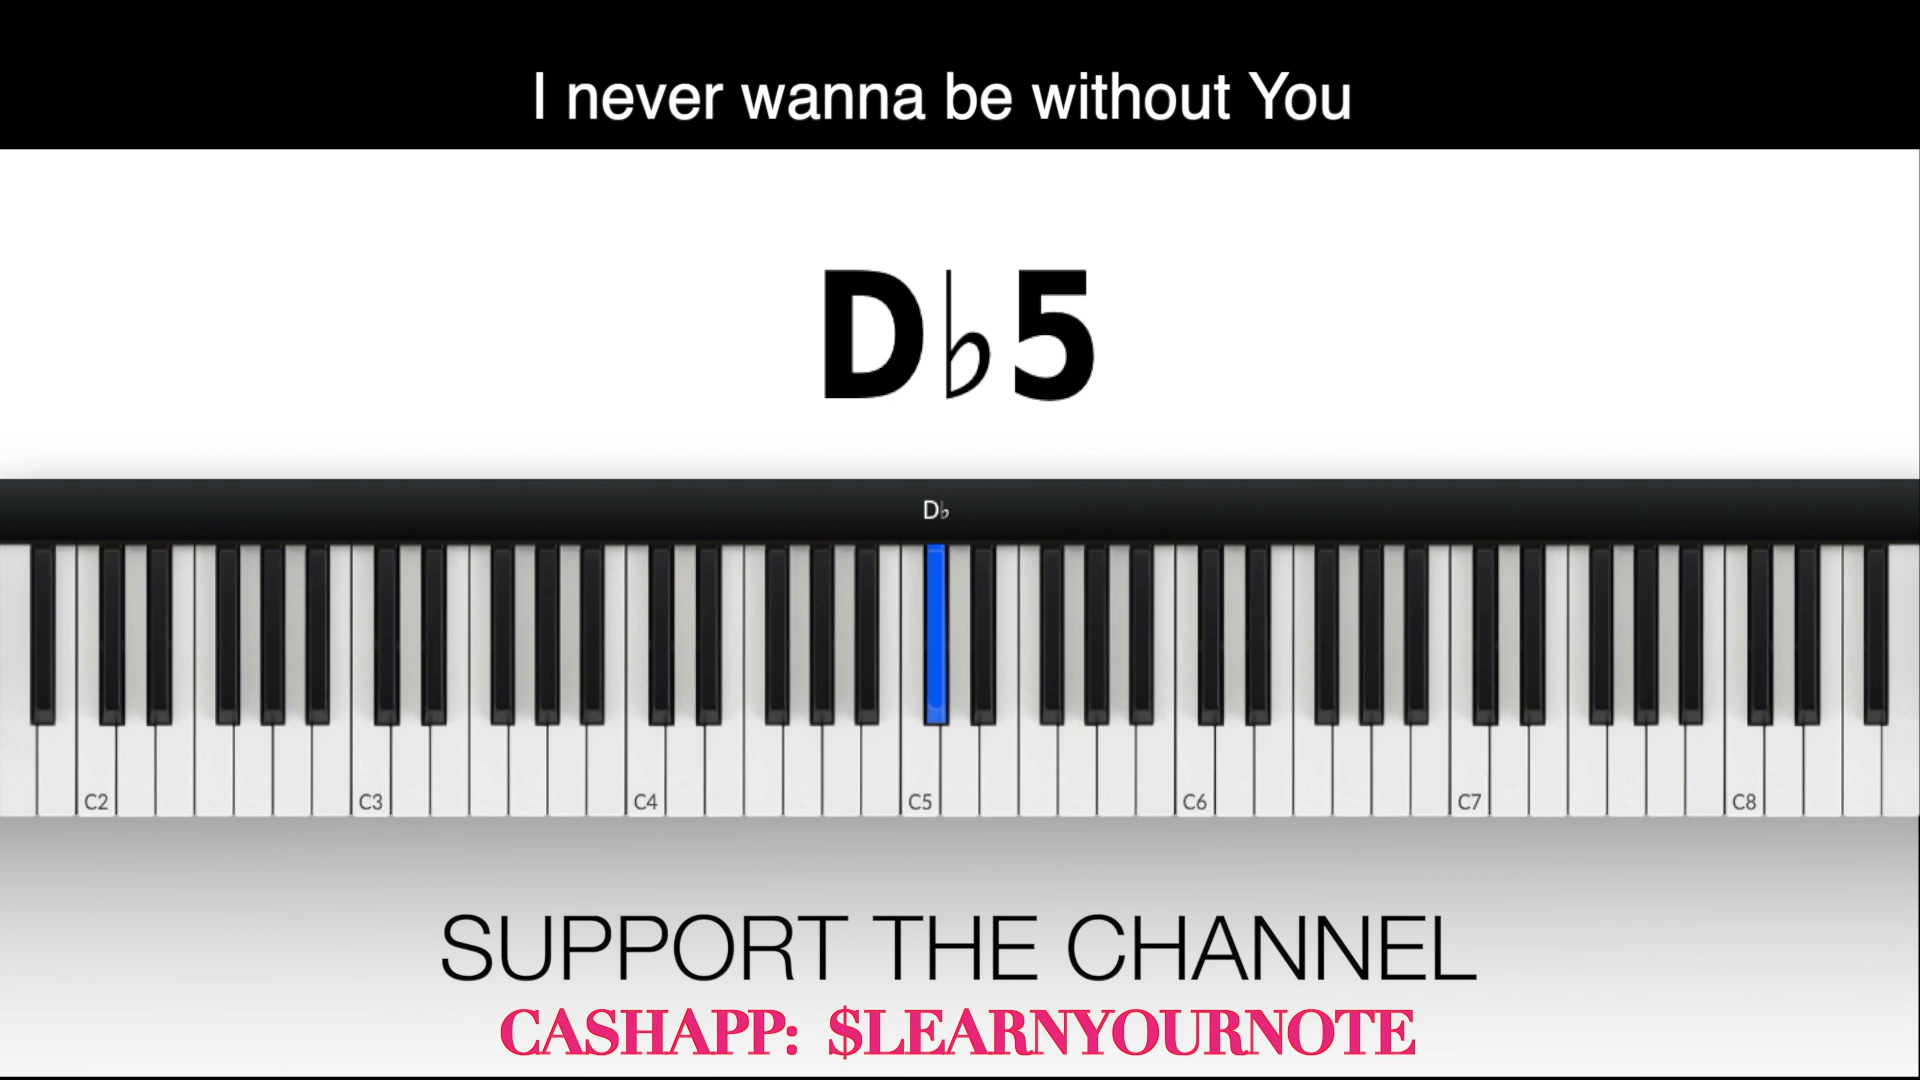 I never wanna be without You
D♭5
D♭
C2 C3 C4 C5 C6 C7 C8
SUPPORT THE CHANNEL
CASHAPP: $LEARNYOURNOTE